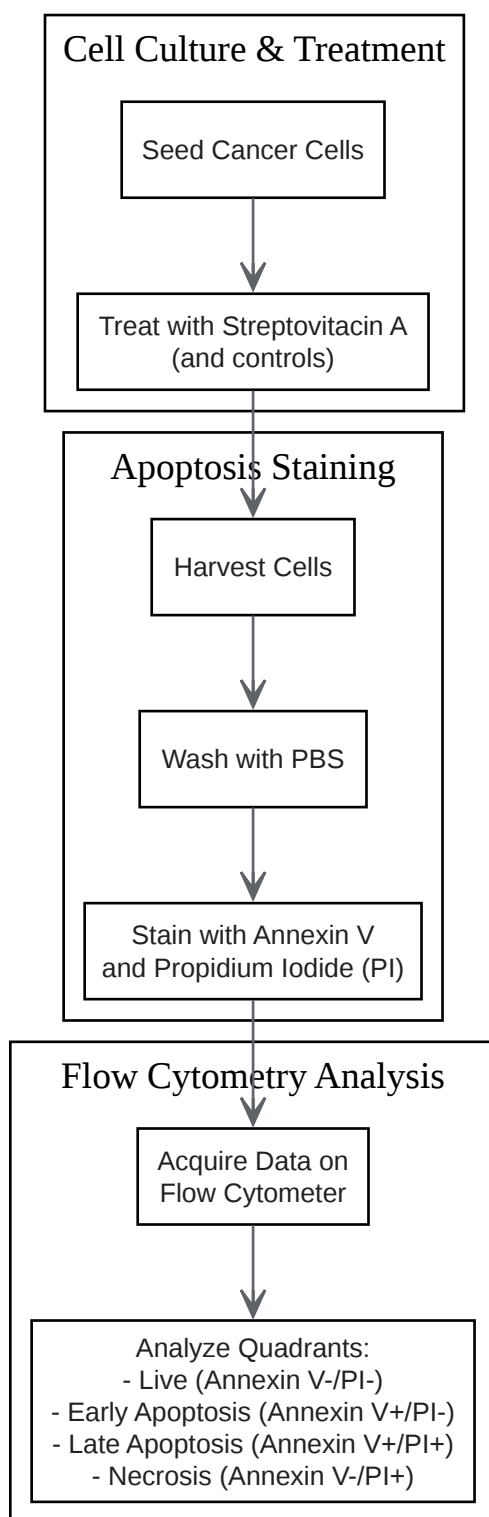 Cell Culture & Treatment
Seed Cancer Cells
Treat with Streptovitacin A
(and controls)
Apoptosis Staining
Harvest Cells
Wash with PBS
Stain with Annexin V
and Propidium Iodide (PI)
Flow Cytometry Analysis
Acquire Data on
Flow Cytometer
Analyze Quadrants:
- Live (Annexin V-/PI-)
- Early Apoptosis (Annexin V+/PI-)
- Late Apoptosis (Annexin V+/PI+)
- Necrosis (Annexin V-/PI+)